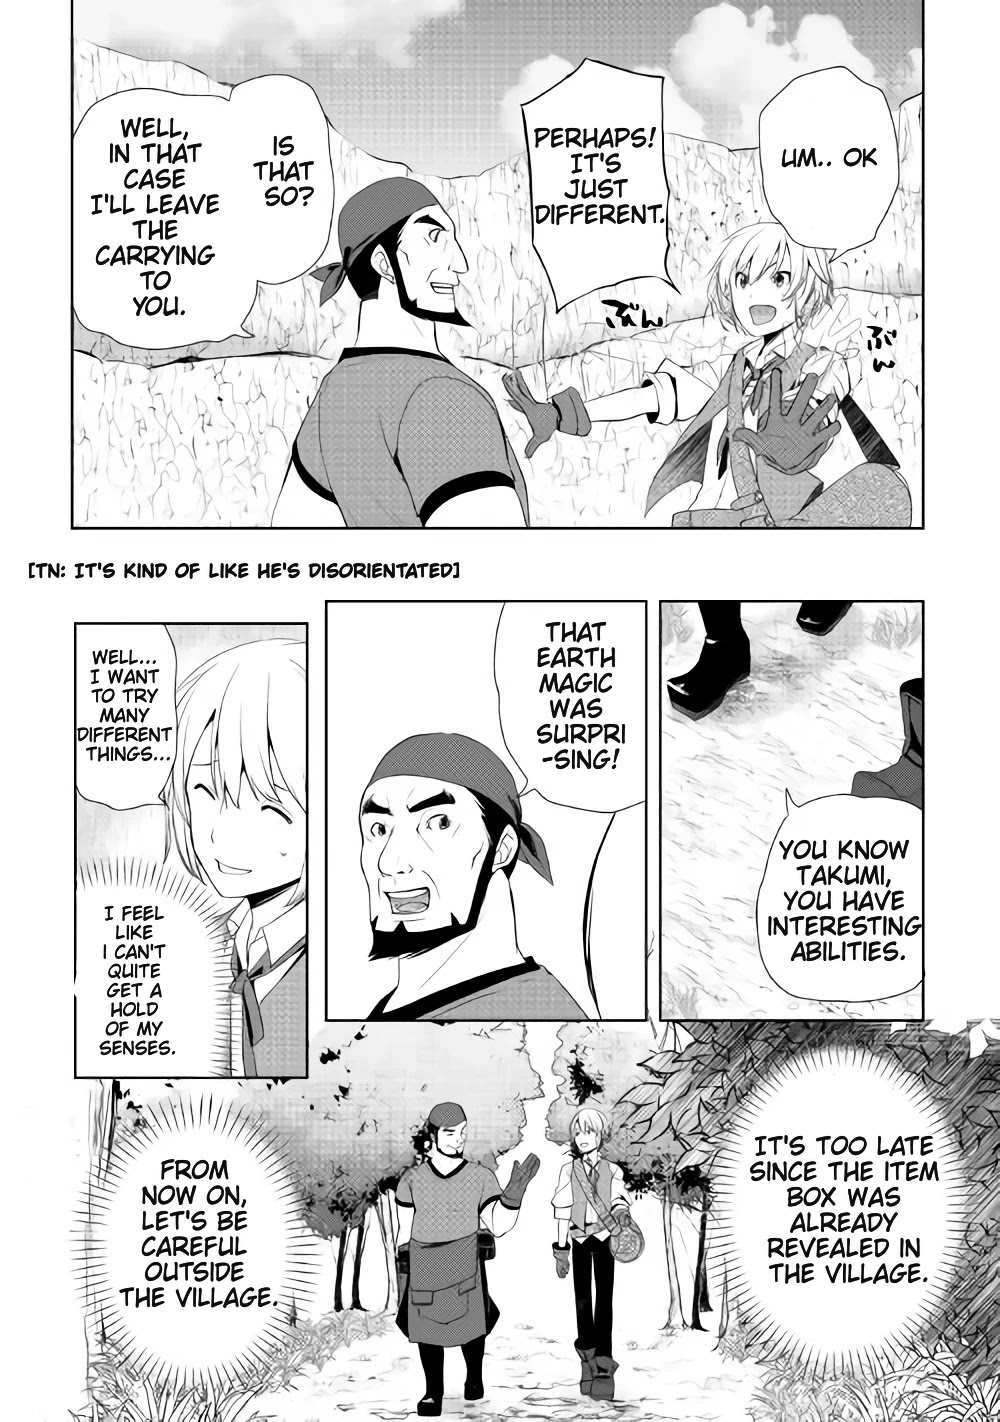 UM.. OK
PERHAPS!
IT'S
JUST
DIFFERENT.
ぶん
ぶん
IS
THAT
SO?
WELL,
IN THAT
CASE
I'LL LEAVE
THE
CARRYING
TO
YOU.
[TN: IT'S KIND OF LIKE HE'S DISORIENTATED]
YOU KNOW
TAKUMI,
YOU HAVE
INTERESTING
ABILITIES.
THAT
EARTH
MAGIC
WAS
SURPRI
-SING!
WELL...
I WANT
TO TRY
MANY
DIFFERENT
THINGS...
I FEEL
LIKE
I CAN'T
QUITE
GET A
HOLD
OF MY
SENSES.
IT'S TOO LATE
SINCE THE ITEM
BOX WAS
ALREADY
REVEALED IN
THE VILLAGE.
FROM
NOW ON,
LET'S BE
CAREFUL
OUTSIDE
THE VILLAGE.